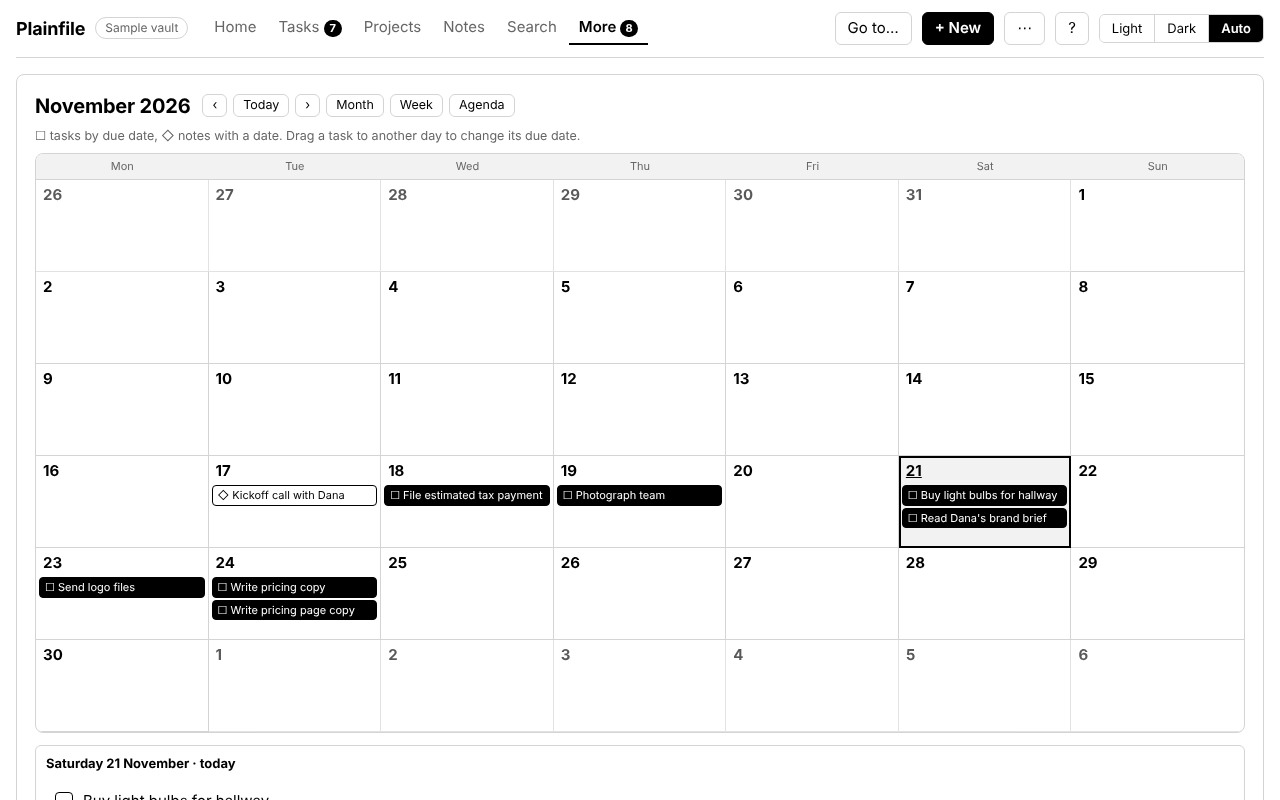 Plainfile Sample vault Home Tasks 7 Projects Notes Search More 8 Go to... + New ... ? Light Dark Auto
November 2026 ‹ Today › Month Week Agenda
☐ tasks by due date, ◇ notes with a date. Drag a task to another day to change its due date.
Mon Tue Wed Thu Fri Sat Sun
26 27 28 29 30 31 1
2 3 4 5 6 7 8
9 10 11 12 13 14 15
16 17 18 19 20 21 22
◇ Kickoff call with Dana ☐ File estimated tax payment ☐ Photograph team ☐ Buy light bulbs for hallway
☐ Read Dana's brand brief
23 24 25 26 27 28 29
☐ Send logo files ☐ Write pricing copy
☐ Write pricing page copy
30 1 2 3 4 5 6
Saturday 21 November · today
Buy light bulbs for hallway